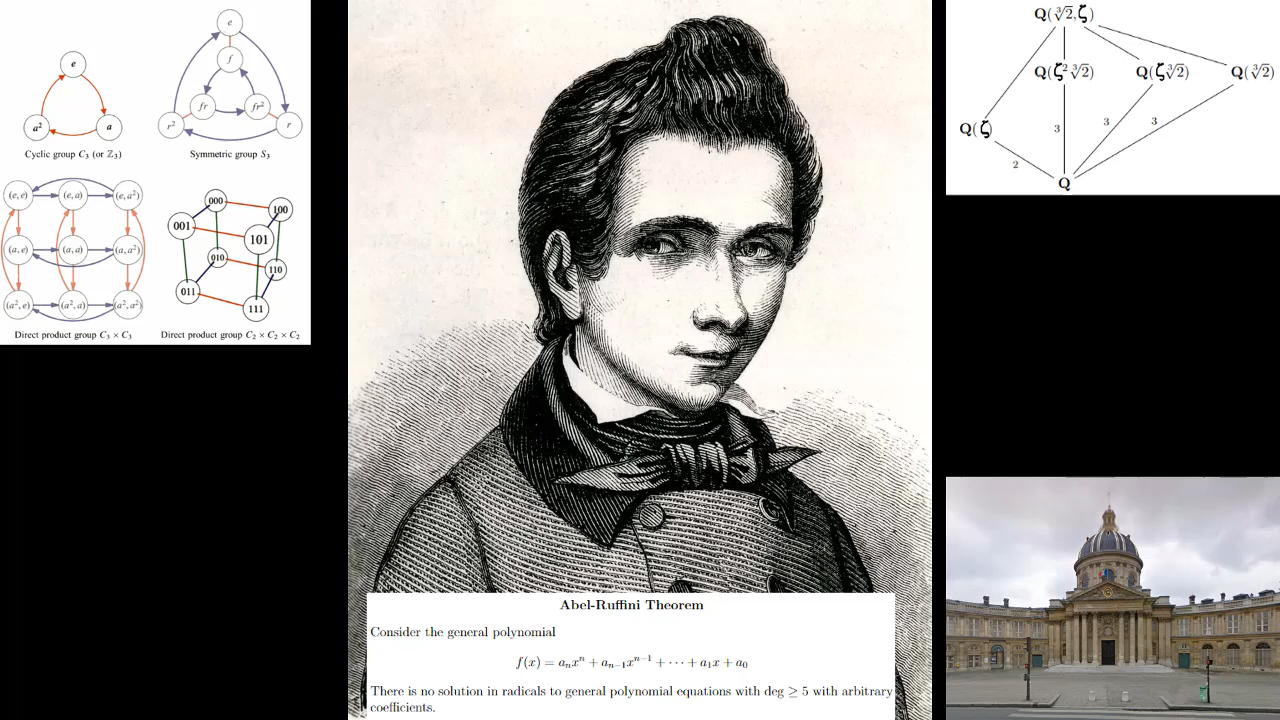 e
a²
a
Cyclic group C₃ (or ℤ₃)
e
f
fr
fr²
r²
r
Symmetric group S₃
(e, e)
(e, a)
(e, a²)
(a, e)
(a, a)
(a, a²)
(a², e)
(a², a)
(a², a²)
Direct product group C₃ × C₃
000
100
001
101
010
110
011
111
Direct product group C₂ × C₂ × C₂
Q(∛2, ζ)
Q(ζ² ∛2)
Q(ζ∛2)
Q(∛2)
Q(ζ)
3
3
3
2
Q
Abel-Ruffini Theorem
Consider the general polynomial
f(x) = aₙxⁿ + aₙ₋₁xⁿ⁻¹ + ⋯ + a₁x + a₀
There is no solution in radicals to general polynomial equations with deg ≥ 5 with arbitrary
coefficients.